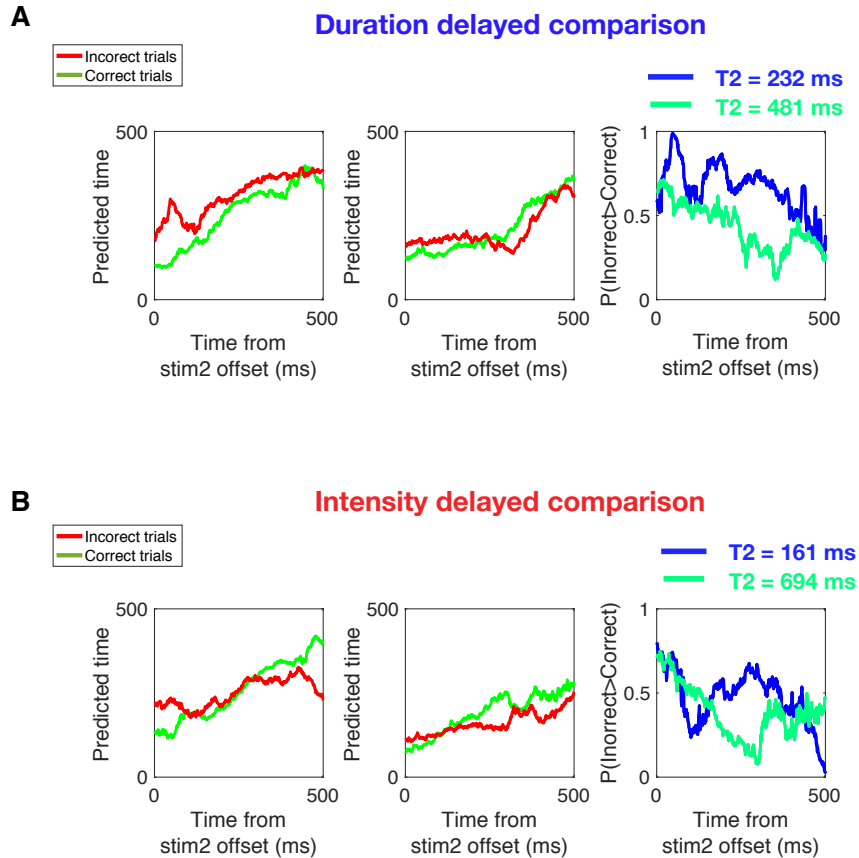 A
Duration delayed comparison
Incorect trials
Correct trials
T2 = 232 ms
T2 = 481 ms
500
0
Predicted time
0
500
Time from
stim2 offset (ms)
500
0
Predicted time
0
500
Time from
stim2 offset (ms)
1
0.5
0
P(Inorrect>Correct)
0
500
Time from
stim2 offset (ms)
B
Intensity delayed comparison
Incorect trials
Correct trials
T2 = 161 ms
T2 = 694 ms
500
0
Predicted time
0
500
Time from
stim2 offset (ms)
500
0
Predicted time
0
500
Time from
stim2 offset (ms)
1
0.5
0
P(Inorrect>Correct)
0
500
Time from
stim2 offset (ms)